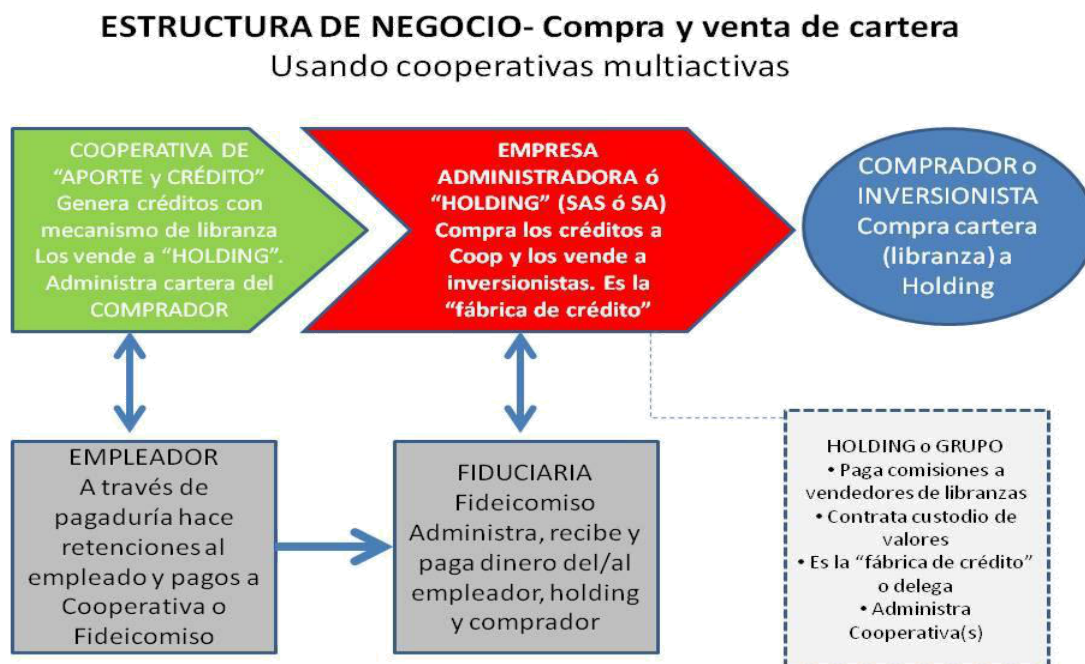 ESTRUCTURA DE NEGOCIO- Compra y venta de cartera
Usando cooperativas multiactivas
COOPERATIVA DE
“APORTE y CRÉDITO”
Genera créditos con
mecanismo de libranza
Los vende a “HOLDING”.
Administra cartera del
COMPRADOR
EMPRESA
ADMINISTRADORA ó
“HOLDING” (SAS ó SA)
Compra los créditos a
Coop y los vende a
inversionistas. Es la
“fábrica de crédito”
COMPRADOR o
INVERSIONISTA
Compra cartera
(libranza) a
Holding
EMPLEADOR
A través de
pagaduría hace
retenciones al
empleado y pagos a
Cooperativa o
Fideicomiso
FIDUCIARIA
Fideicomiso
Administra, recibe y
paga dinero del/al
empleador, holding
y comprador
HOLDING o GRUPO
• Paga comisiones a
vendedores de libranzas
• Contrata custodio de
valores
• Es la “fábrica de crédito”
o delega
• Administra
Cooperativa(s)